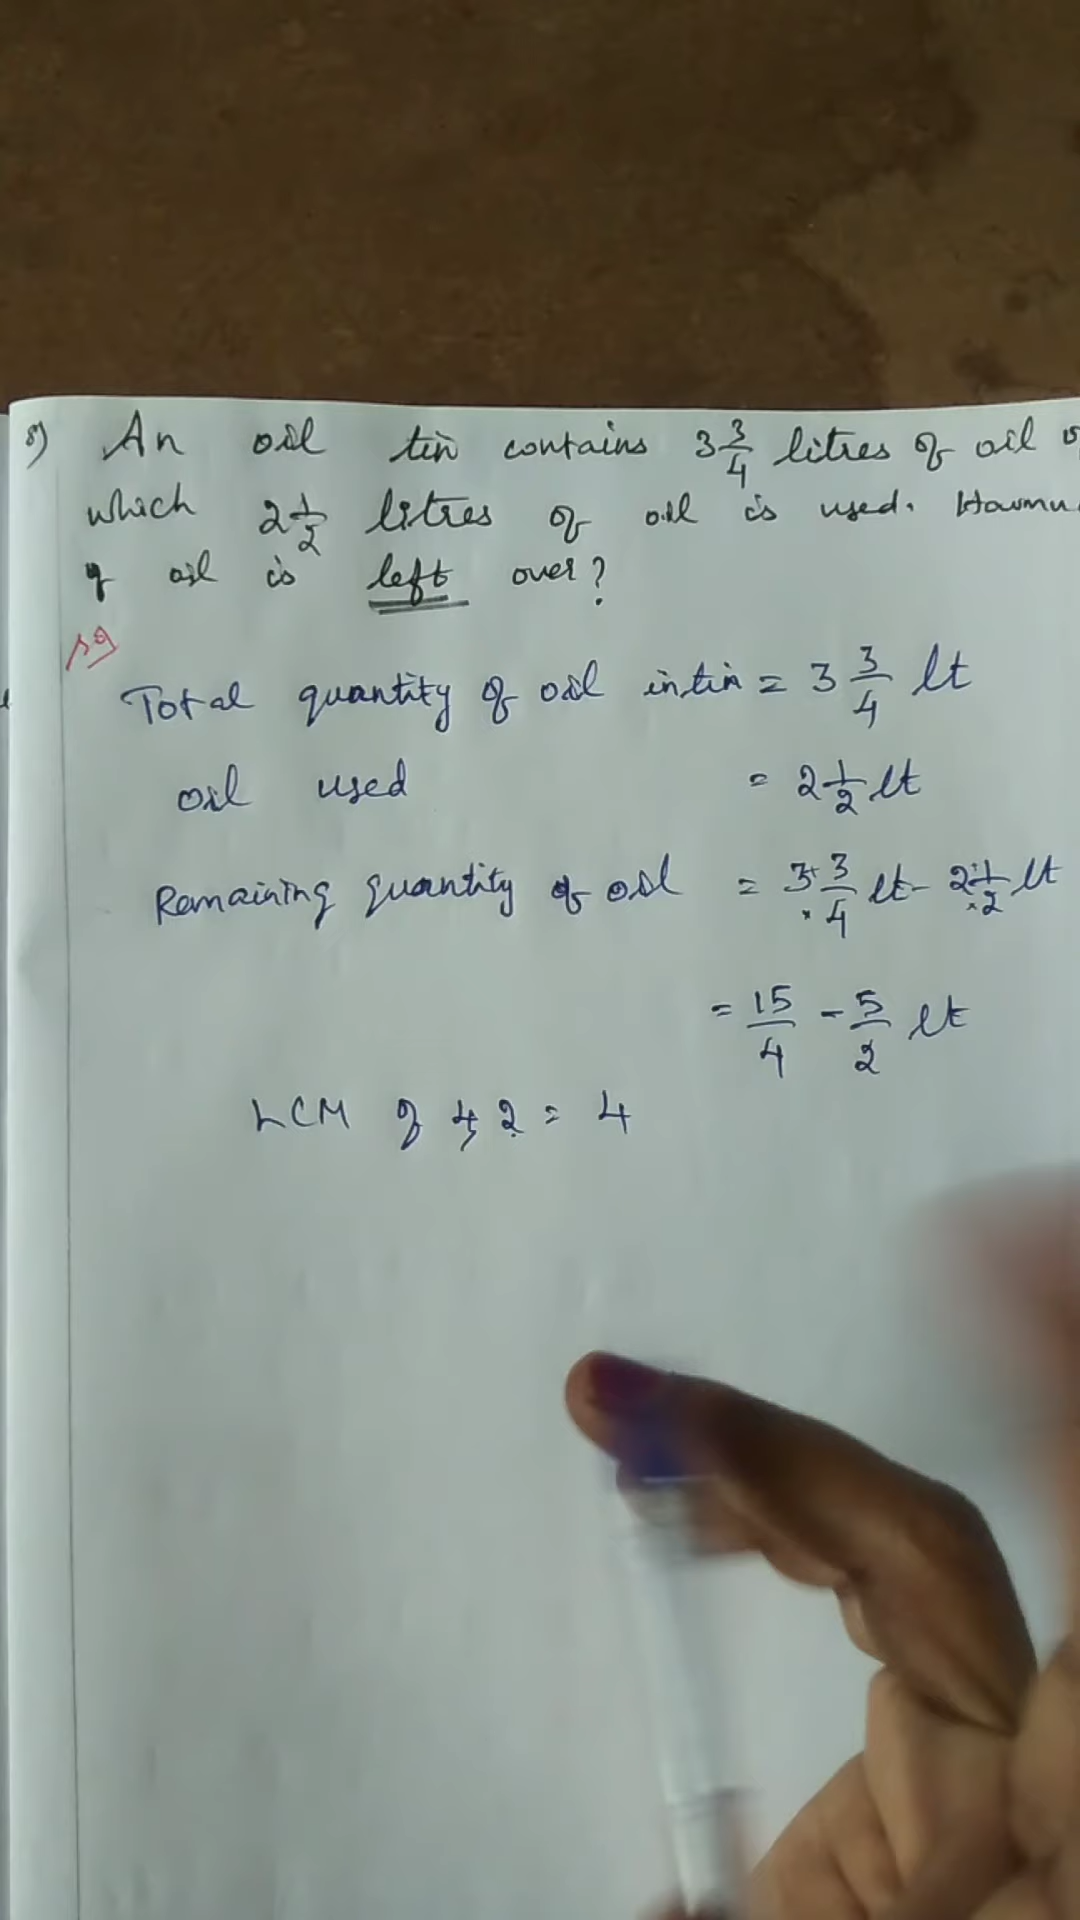 8) An oil tin contains 3 3/4 litres of oil
which 2 1/2 litres of oil is used. Howmu
of oil is left over?
Total quantity of oil in tin = 3 3/4 lt
oil used = 2 1/2 lt
Remaining quantity of oil = 3 3/4 lt - 2 1/2 lt
= 15/4 - 5/2 lt
LCM of 4, 2 = 4